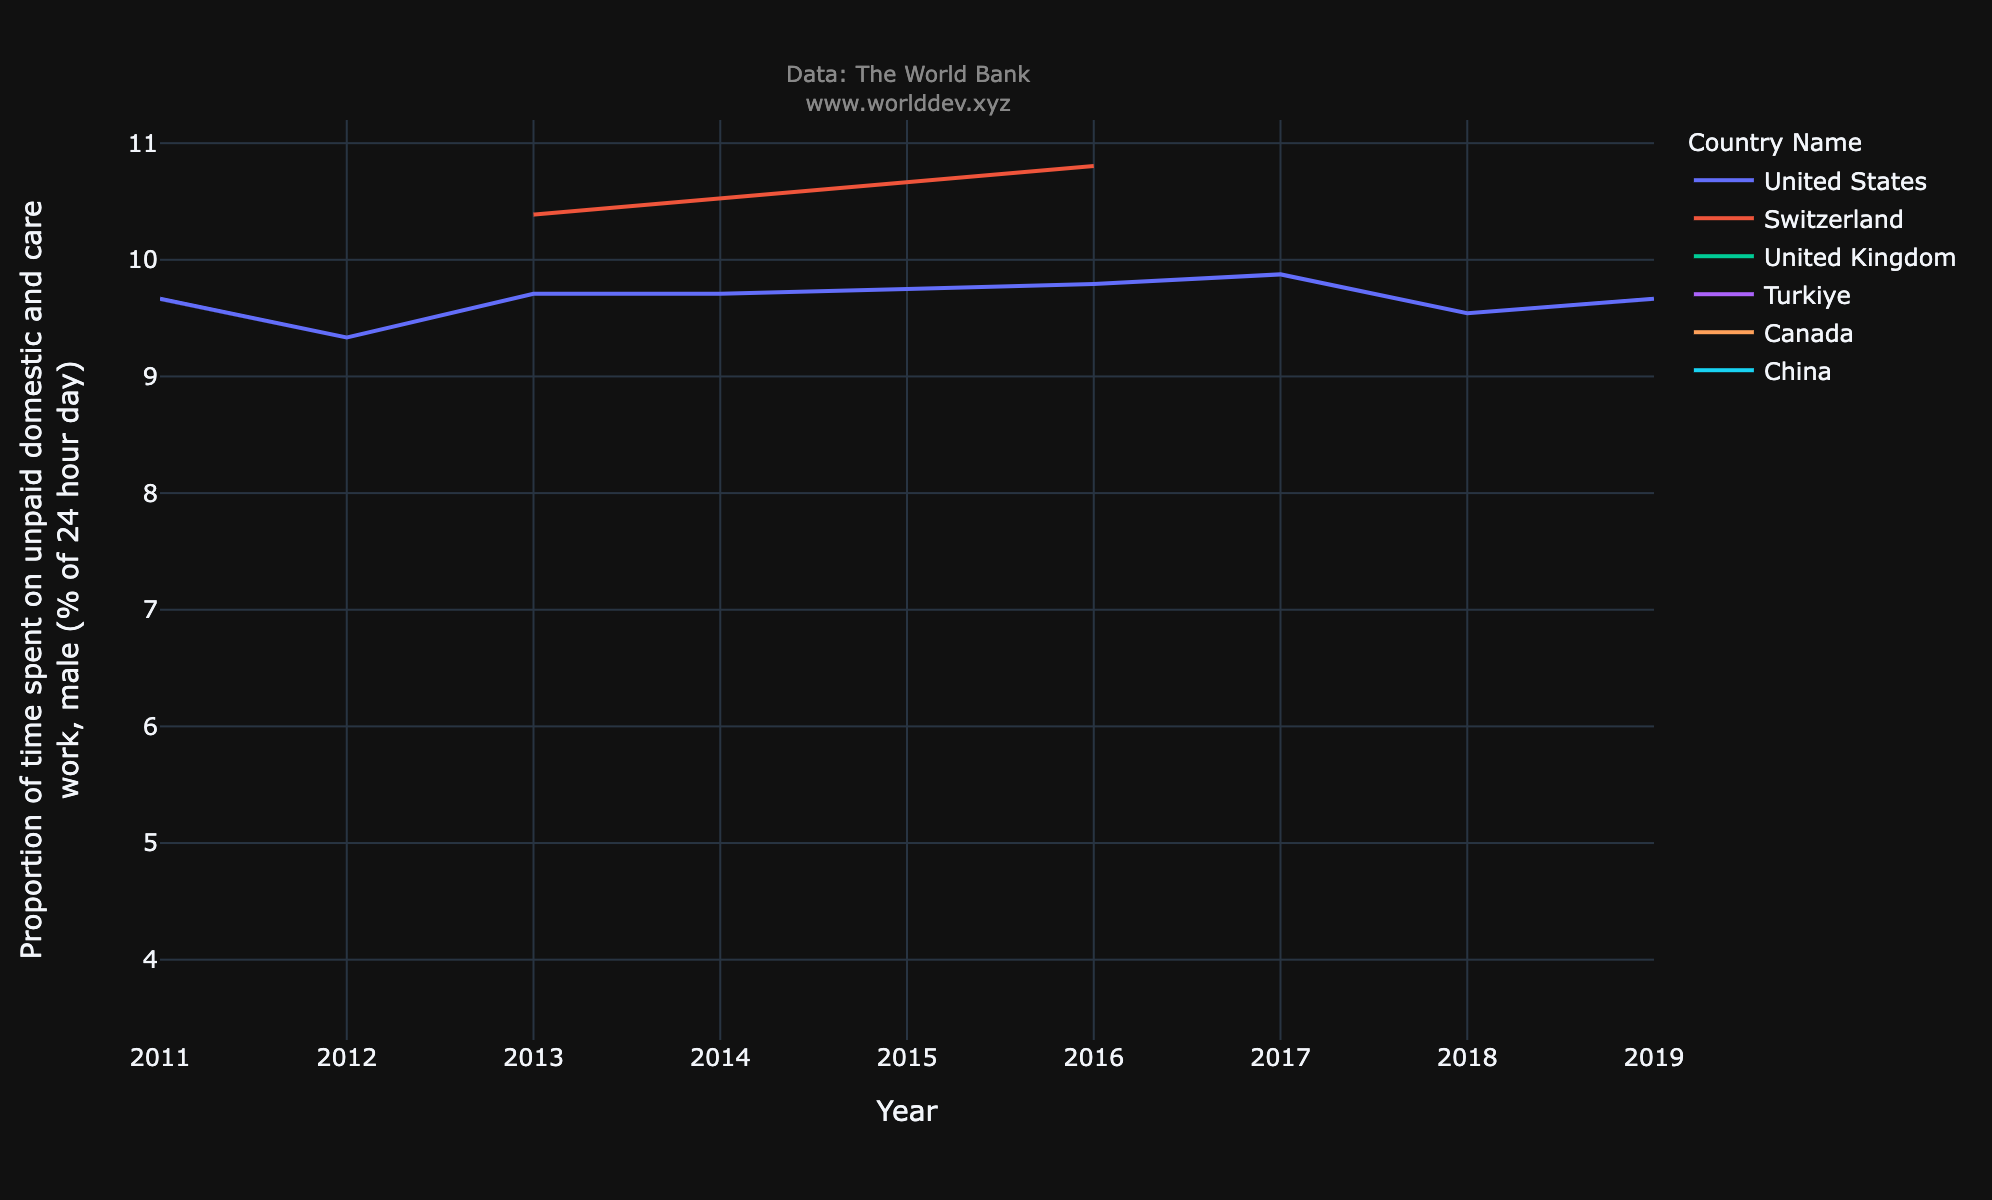 Data: The World Bank
www.worlddev.xyz
Proportion of time spent on unpaid domestic and care
work, male (% of 24 hour day)
11
10
9
8
7
6
5
4
2011
2012
2013
2014
2015
2016
2017
2018
2019
Year
Country Name
United States
Switzerland
United Kingdom
Turkiye
Canada
China